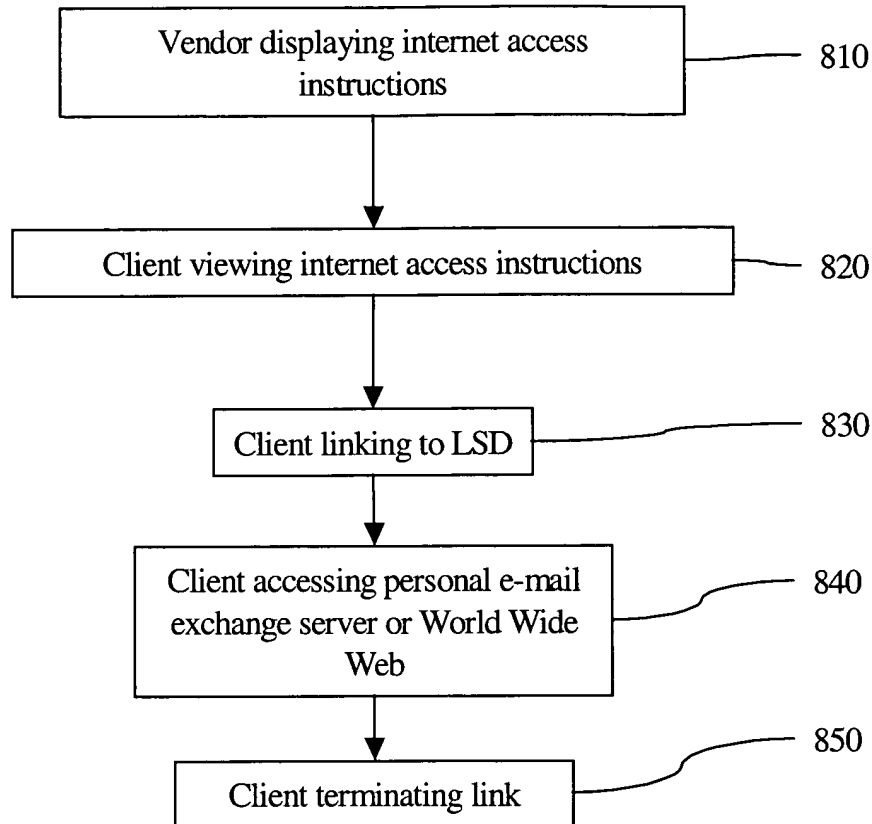 Vendor displaying internet access
instructions
810
Client viewing internet access instructions
820
Client linking to LSD
830
Client accessing personal e-mail
exchange server or World Wide
Web
840
Client terminating link
850